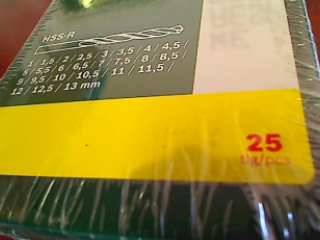 HSS-R
1 / 1,5 / 2 / 2,5 / 3 / 3,5 / 4 / 4,5 /
5 / 5,5 / 6 / 6,5 / 7 / 7,5 / 8 / 8,5 /
9 / 9,5 / 10 / 10,5 / 11 / 11,5 /
12 / 12,5 / 13 mm
25
tlg/pcs